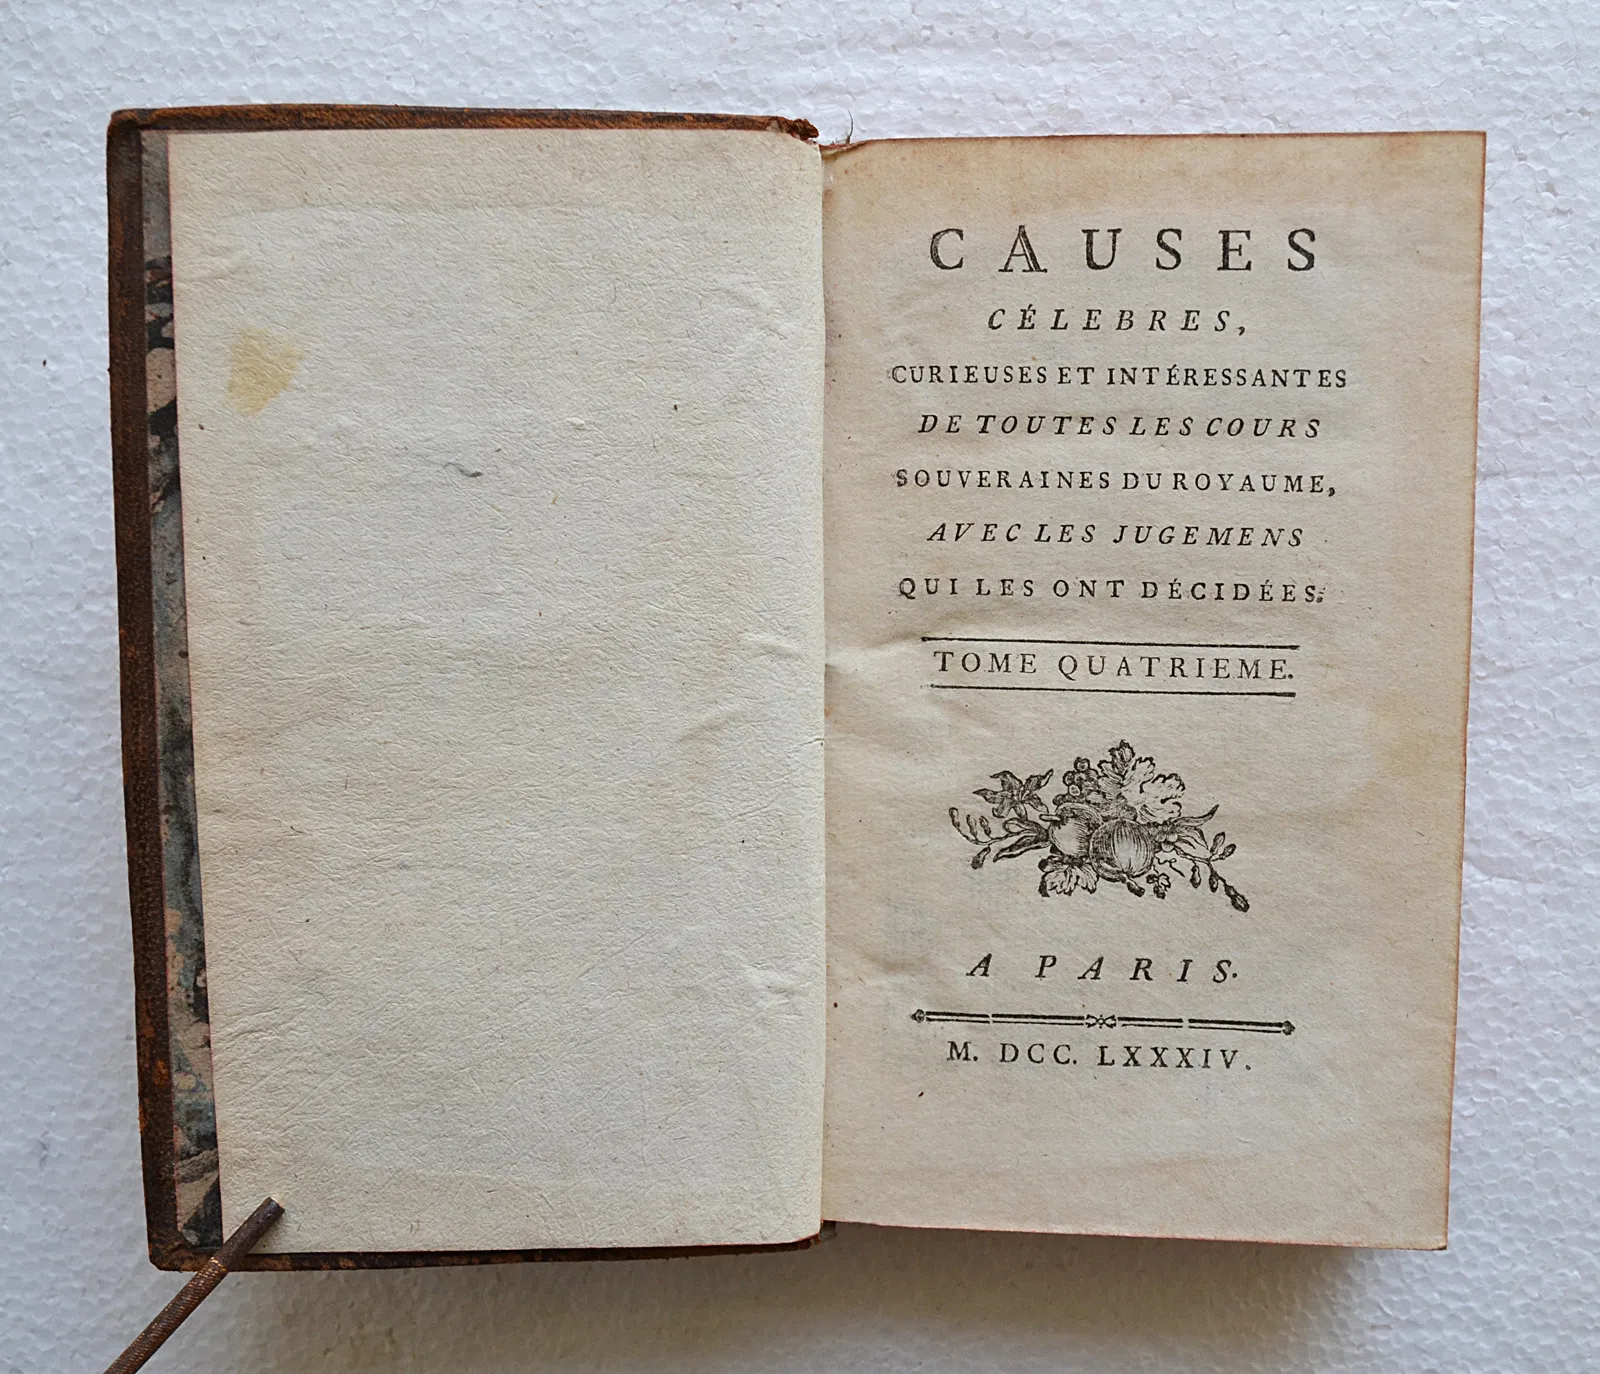 CAUSES
CÉLEBRES,
CURIEUSES ET INTÉRESSANTES
DE TOUTES LES COURS
SOUVERAINES DU ROYAUME,
AVEC LES JUGEMENS
QUI LES ONT DÉCIDÉES.
TOME QUATRIEME.
A PARIS.
M. DCC. LXXXIV.